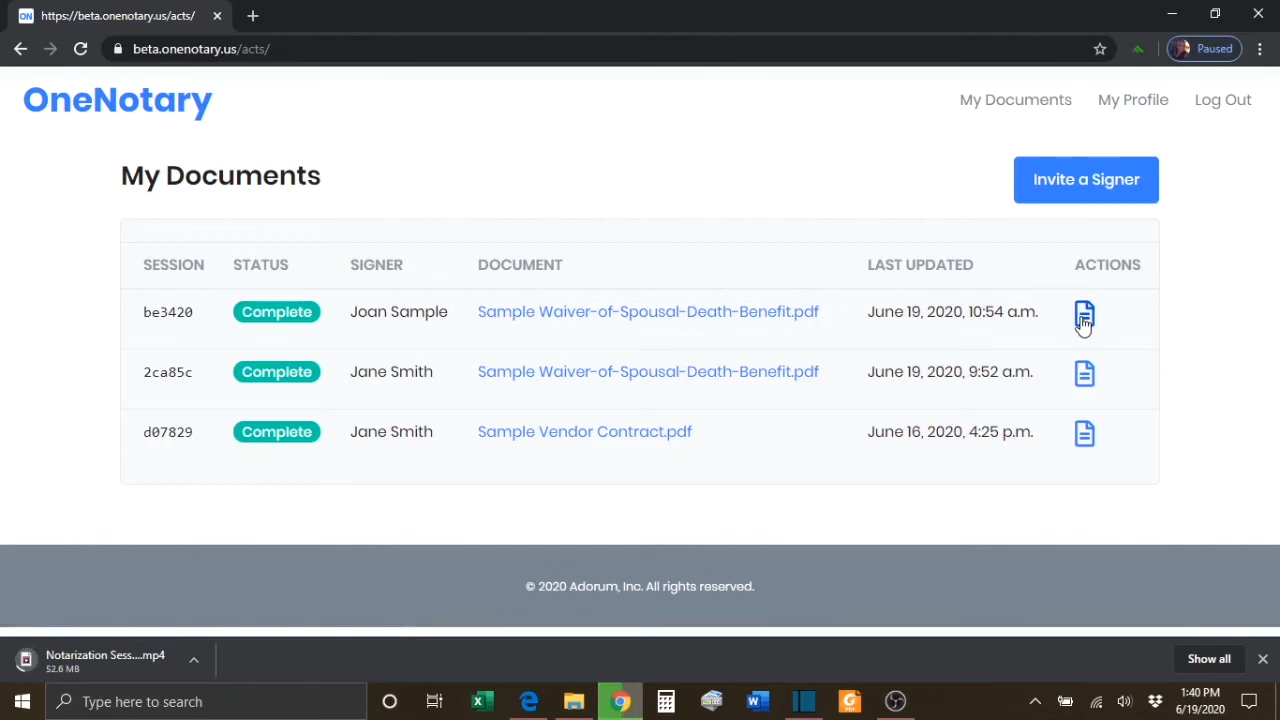 ON https://beta.onenotary.us/acts/
beta.onenotary.us/acts/
Paused
OneNotary
My Documents
My Profile
Log Out
My Documents
Invite a Signer
SESSION STATUS SIGNER DOCUMENT LAST UPDATED ACTIONS
be3420 Complete Joan Sample Sample Waiver-of-Spousal-Death-Benefit.pdf June 19, 2020, 10:54 a.m.
2ca85c Complete Jane Smith Sample Waiver-of-Spousal-Death-Benefit.pdf June 19, 2020, 9:52 a.m.
d07829 Complete Jane Smith Sample Vendor Contract.pdf June 16, 2020, 4:25 p.m.
© 2020 Adorum, Inc. All rights reserved.
Notarization Sess....mp4
52.6 MB
Show all
Type here to search
1:40 PM
6/19/2020